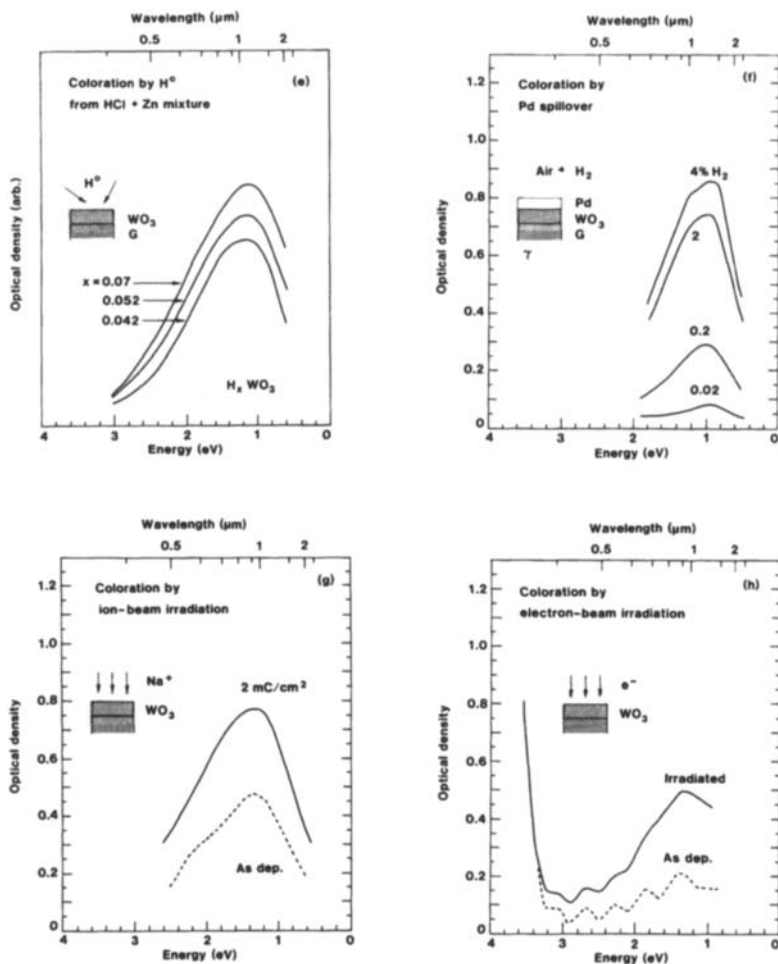 Wavelength (μm)
0.5 1 2
(e)
Coloration by H⁰
from HCl + Zn mixture
H⁰
WO₃
G
x = 0.07
0.052
0.042
Hₓ WO₃
Optical density (arb.)
4 3 2 1 0
Energy (eV)
Wavelength (μm)
0.5 1 2
(f)
Coloration by
Pd spillover
Air + H₂
Pd
WO₃
G
4% H₂
2
0.2
0.02
Optical density
1.2
1.0
0.8
0.6
0.4
0.2
0
4 3 2 1 0
Energy (eV)
Wavelength (μm)
0.5 1 2
(g)
Coloration by
ion-beam irradiation
Na⁺
WO₃
2 mC/cm²
As dep.
Optical density
1.2
1.0
0.8
0.6
0.4
0.2
0
4 3 2 1 0
Energy (eV)
Wavelength (μm)
0.5 1 2
(h)
Coloration by
electron-beam irradiation
e⁻
WO₃
Irradiated
As dep.
Optical density
1.2
1.0
0.8
0.6
0.4
0.2
0
4 3 2 1 0
Energy (eV)